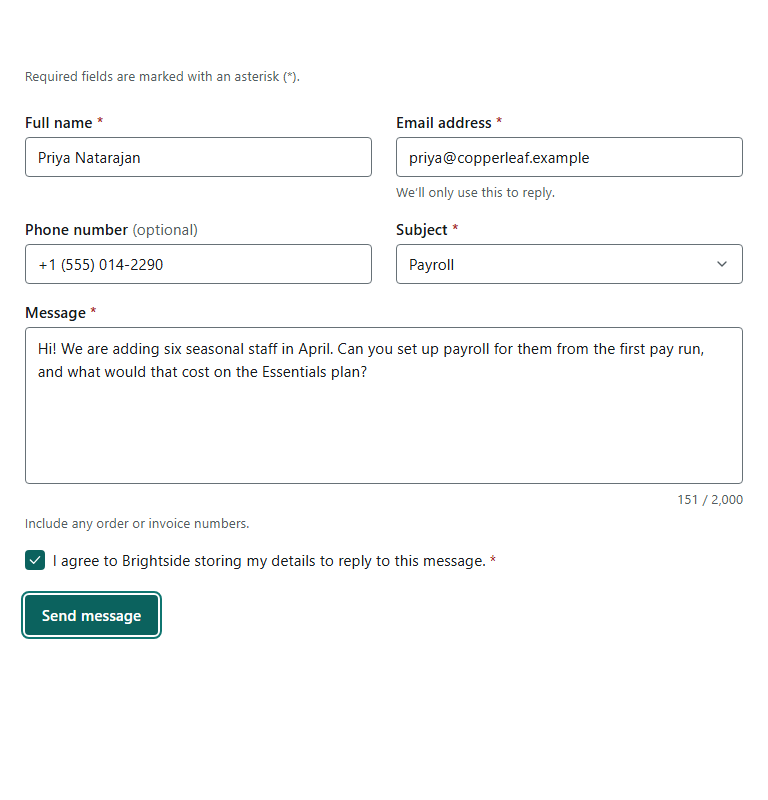 Required fields are marked with an asterisk (*).
Full name *
Email address *
Priya Natarajan
priya@copperleaf.example
We'll only use this to reply.
Phone number (optional)
Subject *
+1 (555) 014-2290
Payroll
Message *
Hi! We are adding six seasonal staff in April. Can you set up payroll for them from the first pay run,
and what would that cost on the Essentials plan?
151 / 2,000
Include any order or invoice numbers.
I agree to Brightside storing my details to reply to this message. *
Send message